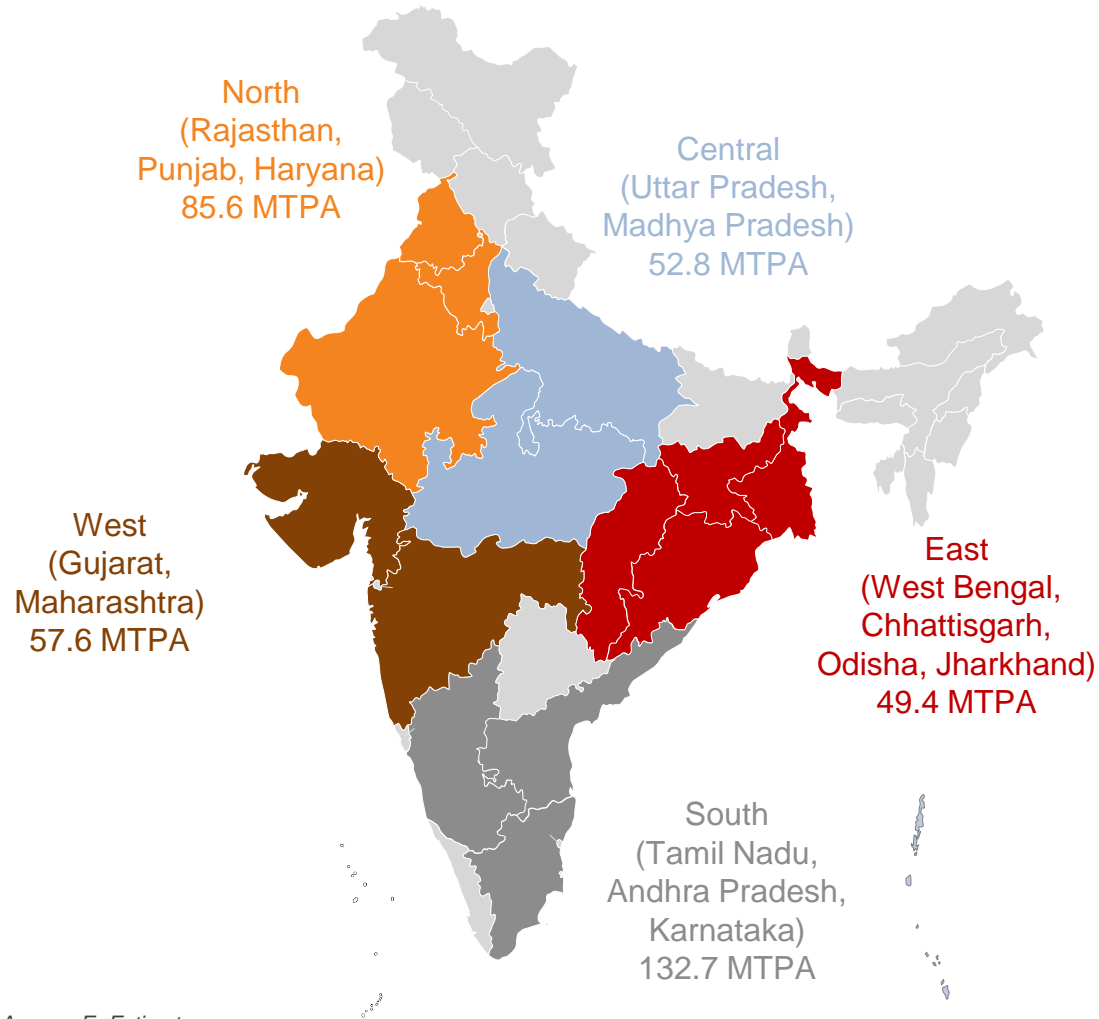 North
(Rajasthan,
Punjab, Haryana)
85.6 MTPA
Central
(Uttar Pradesh,
Madhya Pradesh)
52.8 MTPA
West
(Gujarat,
Maharashtra)
57.6 MTPA
East
(West Bengal,
Chhattisgarh,
Odisha, Jharkhand)
49.4 MTPA
South
(Tamil Nadu,
Andhra Pradesh,
Karnataka)
132.7 MTPA